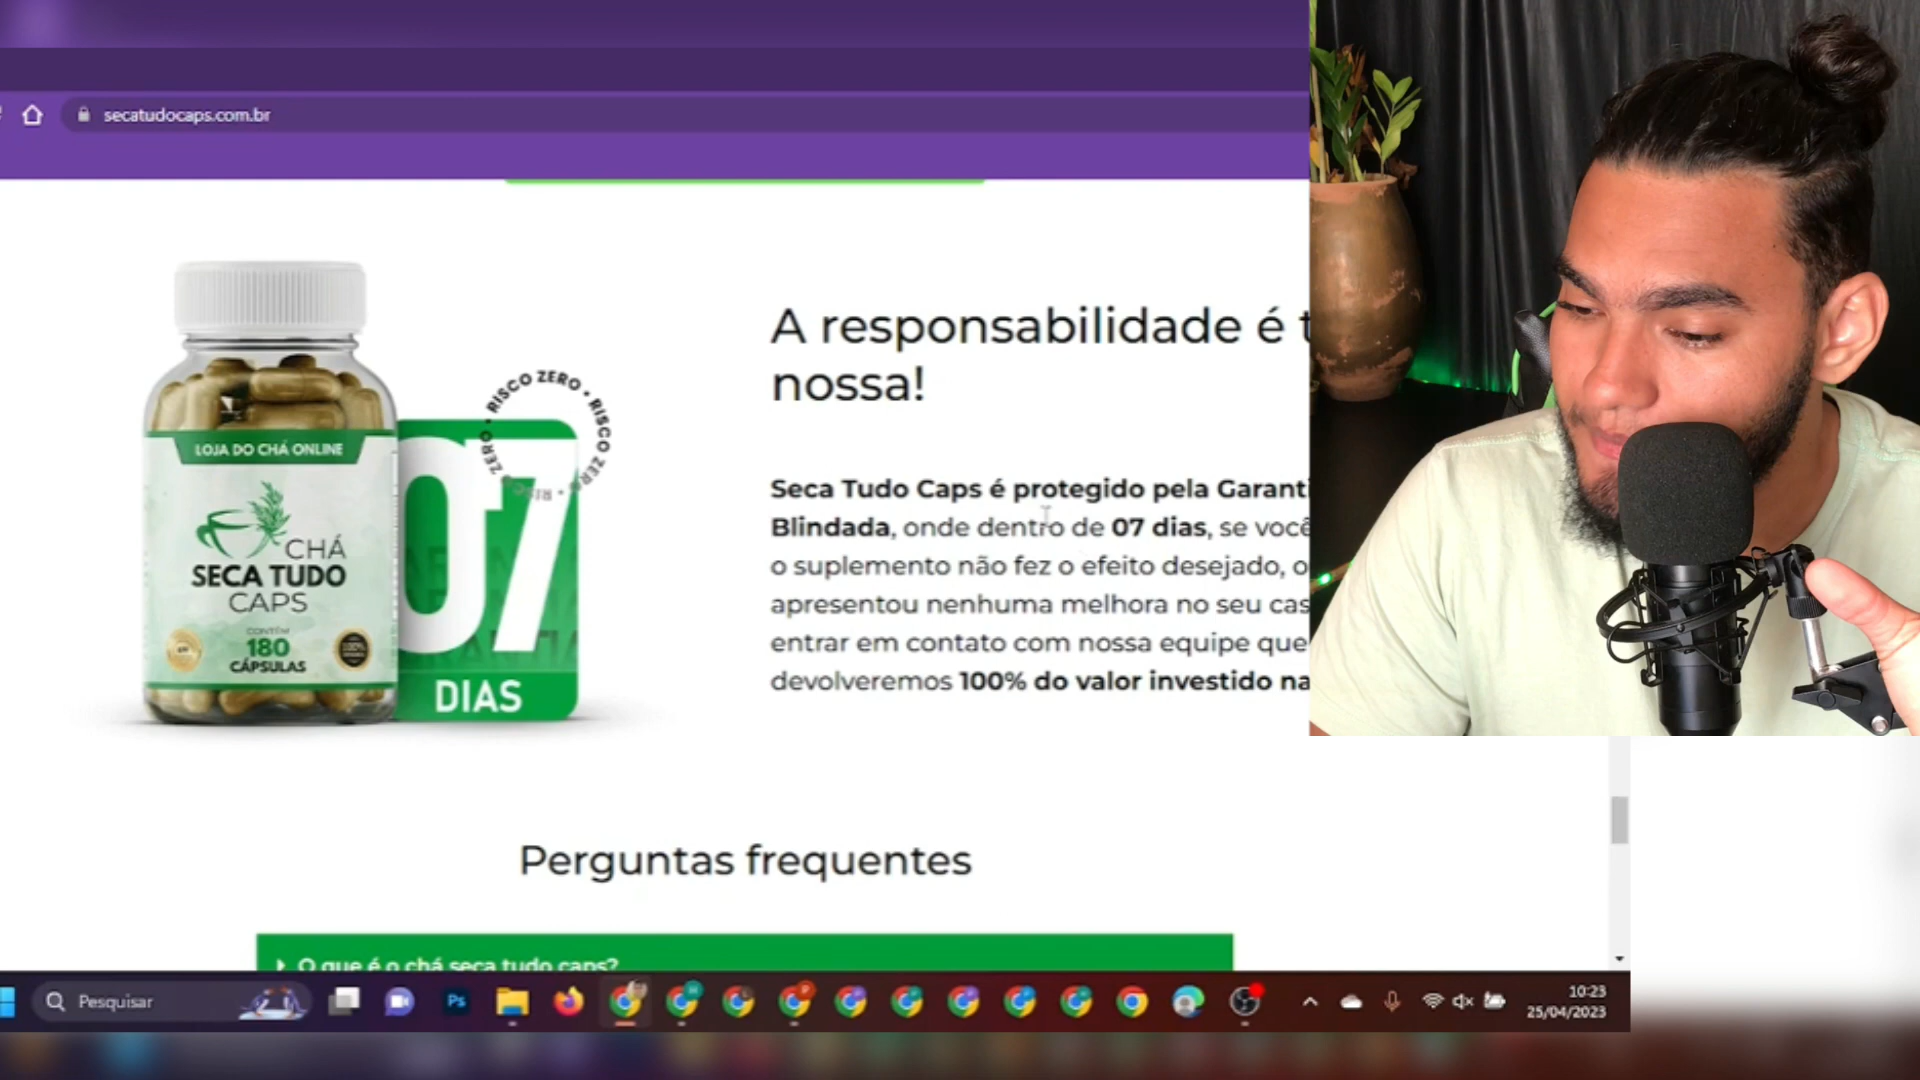 secatudocaps.com.br
A responsabilidade é
nossa!
Seca Tudo Caps é protegido pela
Blindada, onde dentro de 07 dias, se você
o suplemento não fez o efeito desejado,
apresentou nenhuma melhora no seu
entrar em contato com nossa equipe que
devolveremos 100% do valor investido
RISCO ZERO • RISCO ZERO
LOJA DO CHÁ ONLINE
CHÁ
SECA TUDO
CAPS
CONTÉM
180
CÁPSULAS
07
DIAS
Perguntas frequentes
O que é o chá seca tudo caps?
Pesquisar
Ps
10:23
25/04/2023